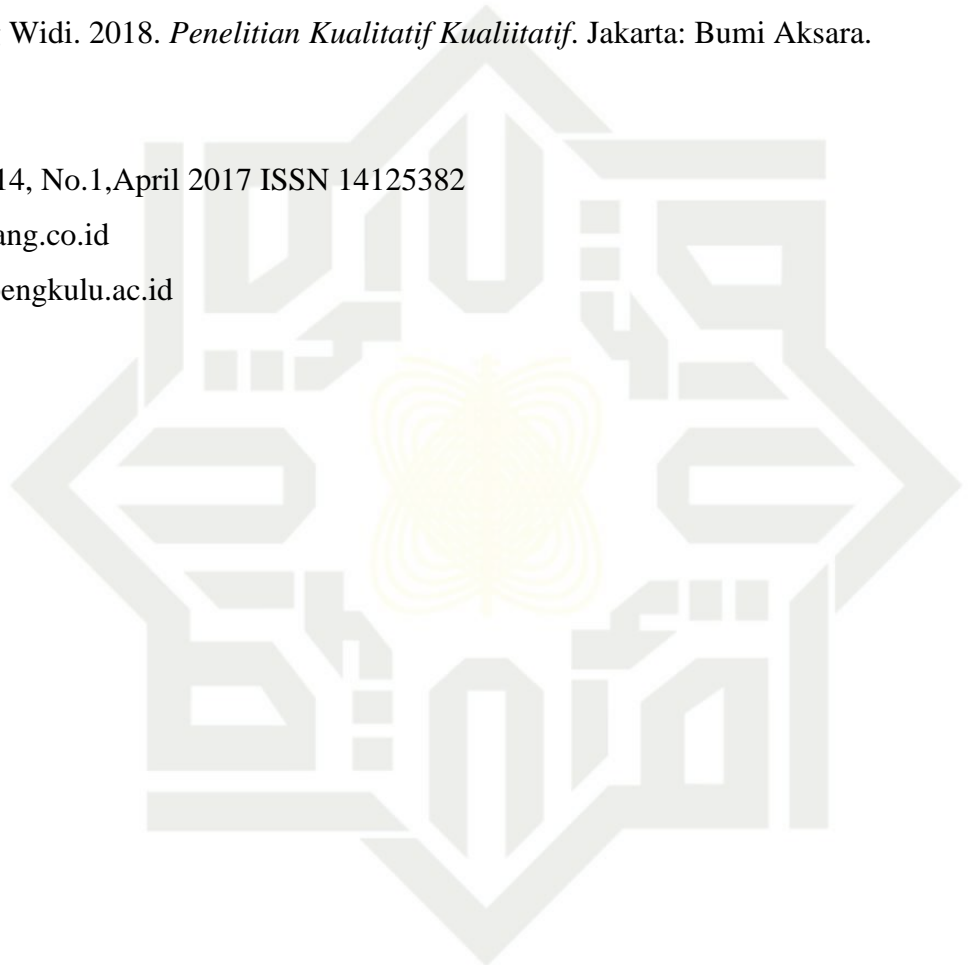 Widi. 2018. Penelitian Kualitatif Kualiitatif. Jakarta: Bumi Aksara.
14, No.1,April 2017 ISSN 14125382
ang.co.id
engkulu.ac.id